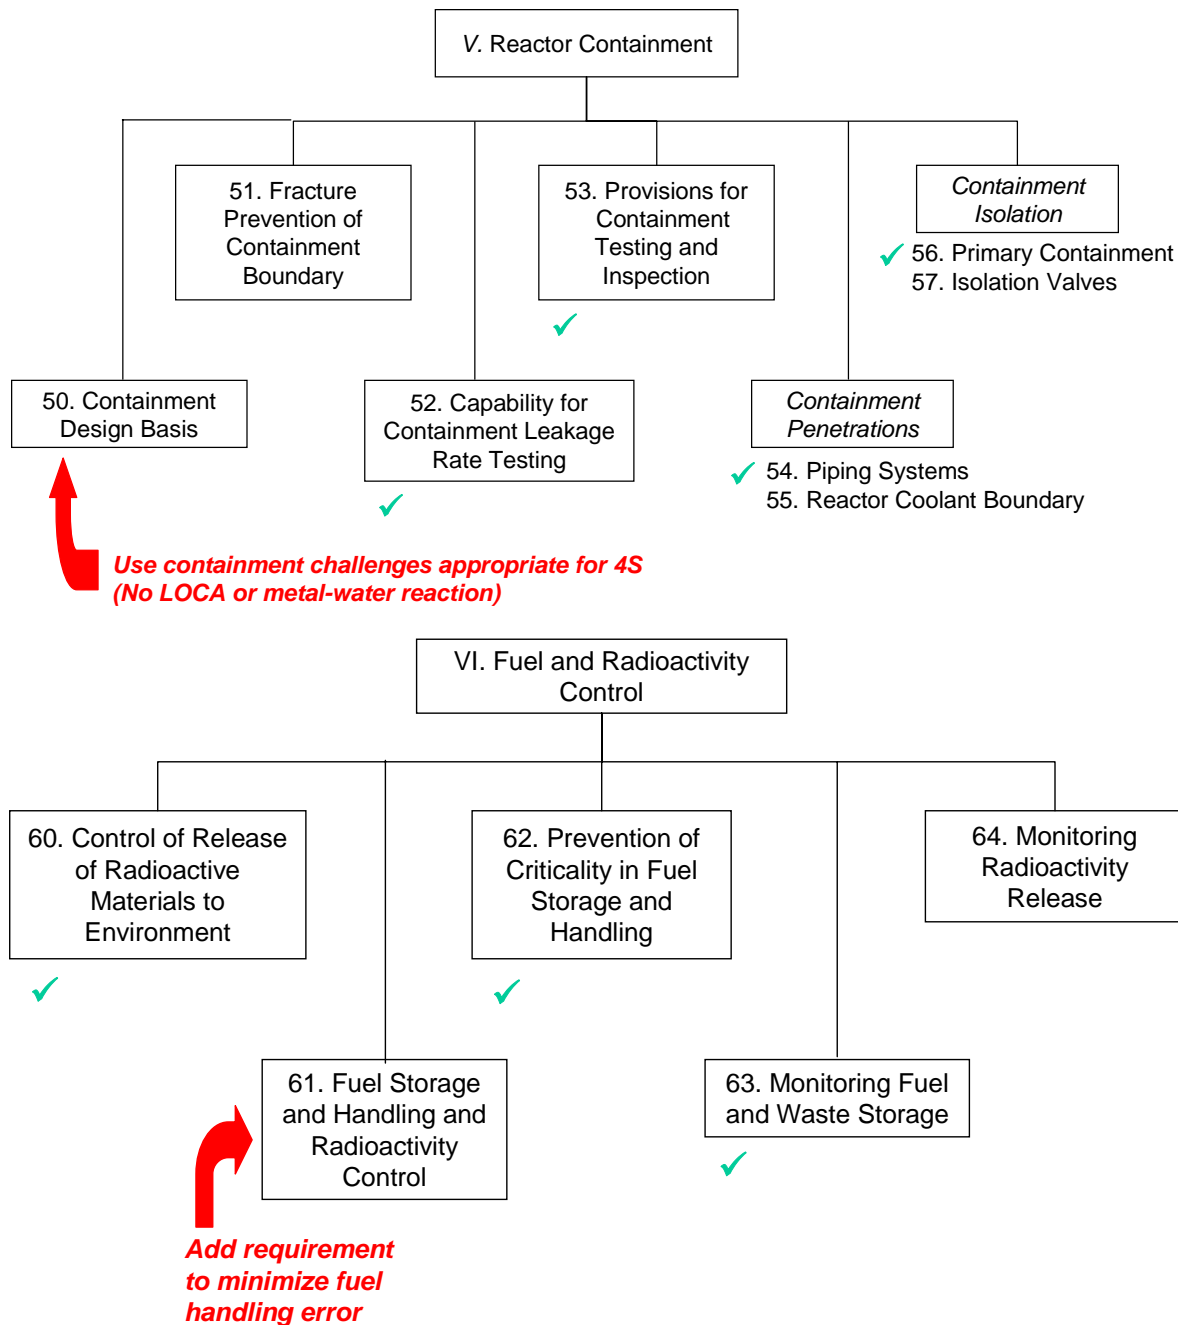 V. Reactor Containment
51. Fracture
Prevention of
Containment
Boundary
53. Provisions for
Containment
Testing and
Inspection
Containment
Isolation
56. Primary Containment
57. Isolation Valves
50. Containment
Design Basis
52. Capability for
Containment Leakage
Rate Testing
Containment
Penetrations
54. Piping Systems
55. Reactor Coolant Boundary
Use containment challenges appropriate for 4S
(No LOCA or metal-water reaction)
VI. Fuel and Radioactivity
Control
60. Control of Release
of Radioactive
Materials to
Environment
62. Prevention of
Criticality in Fuel
Storage and
Handling
64. Monitoring
Radioactivity
Release
61. Fuel Storage
and Handling and
Radioactivity
Control
63. Monitoring Fuel
and Waste Storage
Add requirement
to minimize fuel
handling error